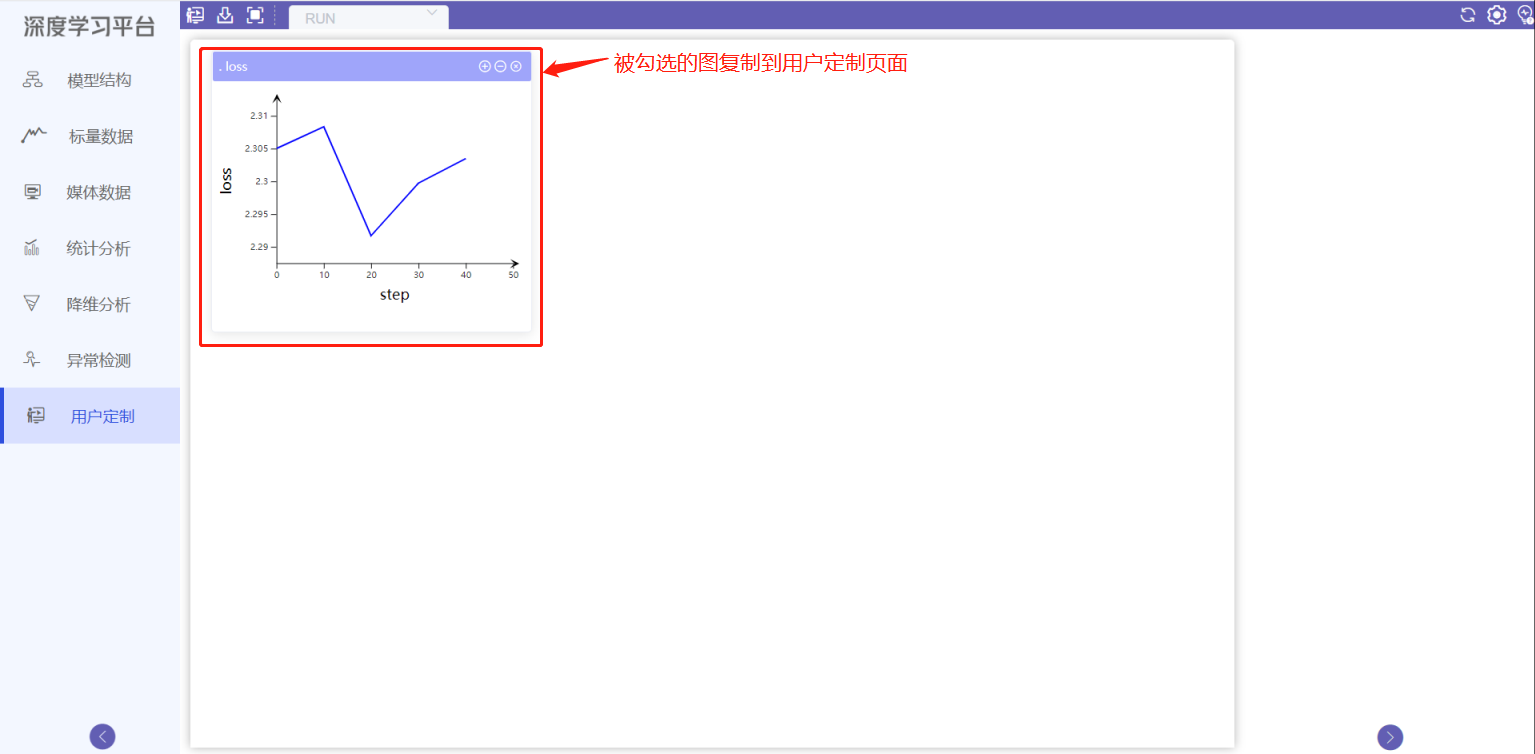 深度学习平台
模型结构
标量数据
媒体数据
统计分析
降维分析
异常检测
用户定制
RUN
. loss
被勾选的图复制到用户定制页面
2.31
2.305
2.3
2.295
2.29
loss
0 10 20 30 40 50
step